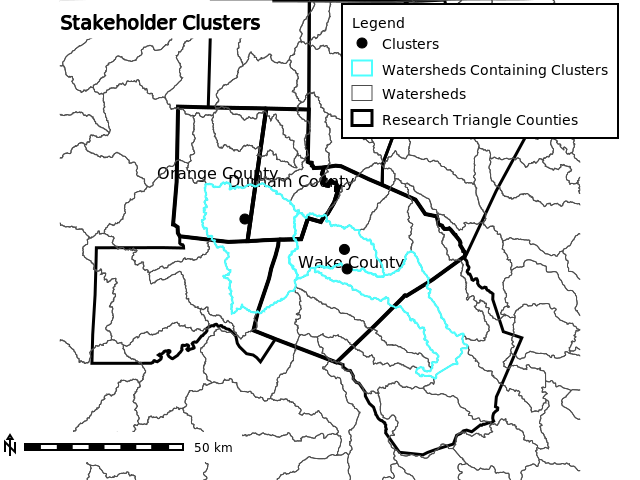 Stakeholder Clusters
Legend
Clusters
Watersheds Containing Clusters
Watersheds
Research Triangle Counties
Orange County
Durham County
Wake County
N
50 km